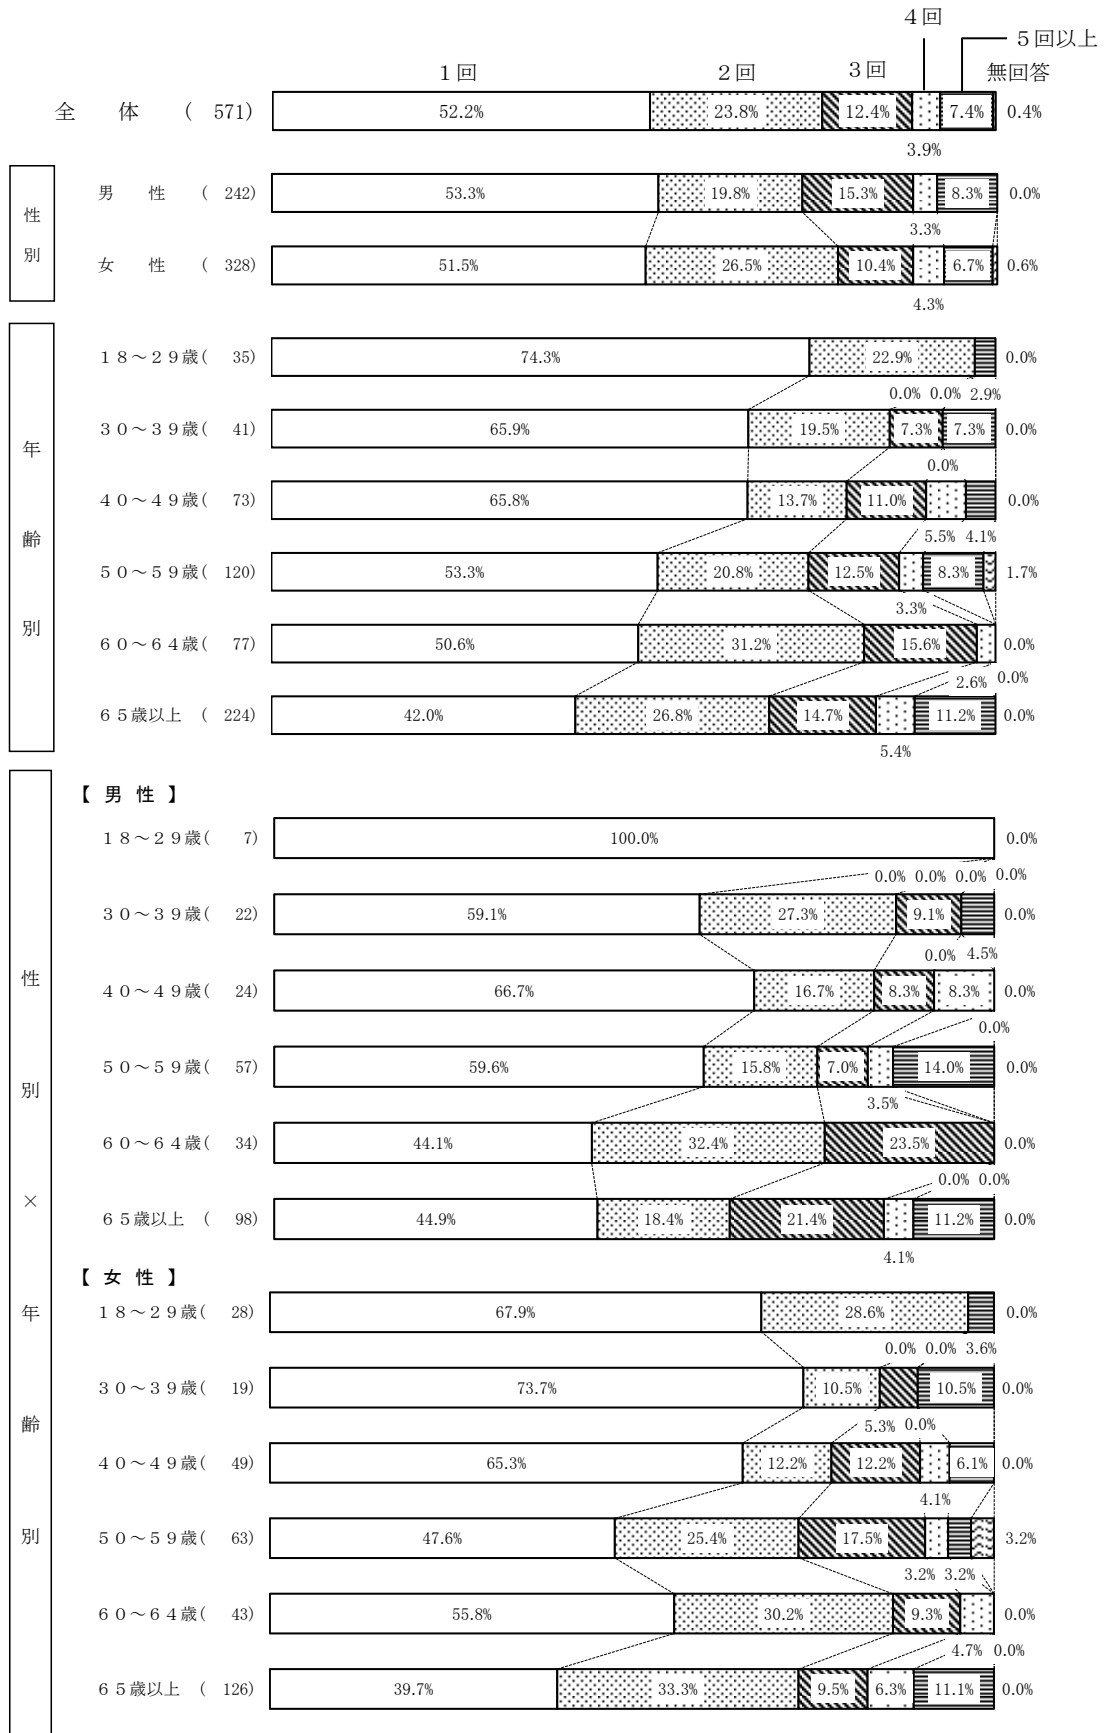 ４回
５回以上
１回 ２回 ３回 無回答
全 体 ( 571) 52.2% 23.8% 12.4% 7.4% 0.4%
3.9%
性別
男 性 ( 242) 53.3% 19.8% 15.3% 8.3% 0.0%
3.3%
女 性 ( 328) 51.5% 26.5% 10.4% 6.7% 0.6%
4.3%
年齢別
１８～２９歳( 35) 74.3% 22.9% 0.0%
0.0% 0.0% 2.9%
３０～３９歳( 41) 65.9% 19.5% 7.3% 7.3% 0.0%
0.0%
４０～４９歳( 73) 65.8% 13.7% 11.0% 0.0%
5.5% 4.1%
５０～５９歳( 120) 53.3% 20.8% 12.5% 8.3% 1.7%
3.3%
６０～６４歳( 77) 50.6% 31.2% 15.6% 0.0%
2.6% 0.0%
６５歳以上 ( 224) 42.0% 26.8% 14.7% 11.2% 0.0%
5.4%
性別×年齢別
【 男 性 】
１８～２９歳( 7) 100.0% 0.0%
0.0% 0.0% 0.0% 0.0%
３０～３９歳( 22) 59.1% 27.3% 9.1% 0.0%
0.0% 4.5%
４０～４９歳( 24) 66.7% 16.7% 8.3% 8.3% 0.0%
0.0%
５０～５９歳( 57) 59.6% 15.8% 7.0% 14.0% 0.0%
3.5%
６０～６４歳( 34) 44.1% 32.4% 23.5% 0.0%
0.0% 0.0%
６５歳以上 ( 98) 44.9% 18.4% 21.4% 11.2% 0.0%
4.1%
【 女 性 】
１８～２９歳( 28) 67.9% 28.6% 0.0%
0.0% 0.0% 3.6%
３０～３９歳( 19) 73.7% 10.5% 10.5% 0.0%
5.3% 0.0%
４０～４９歳( 49) 65.3% 12.2% 12.2% 6.1% 0.0%
4.1%
５０～５９歳( 63) 47.6% 25.4% 17.5% 3.2%
3.2% 3.2%
６０～６４歳( 43) 55.8% 30.2% 9.3% 0.0%
4.7% 0.0%
６５歳以上 ( 126) 39.7% 33.3% 9.5% 6.3% 11.1% 0.0%